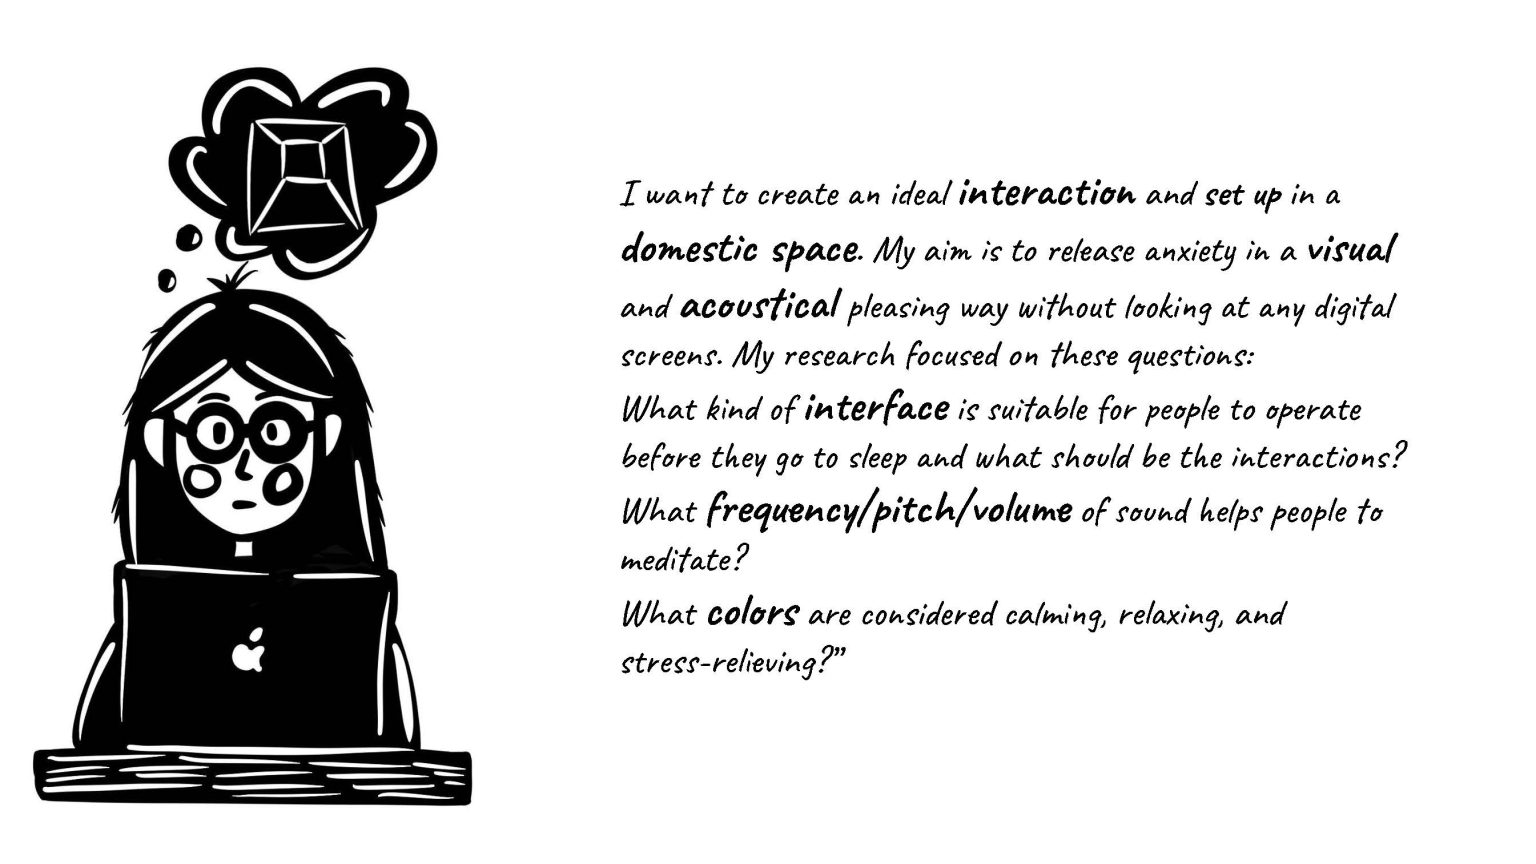 I want to create an ideal interaction and set up in a
domestic space. My aim is to release anxiety in a visual
and acoustical pleasing way without looking at any digital
screens. My research focused on these questions:
What kind of interface is suitable for people to operate
before they go to sleep and what should be the interactions?
What frequency/pitch/volume of sound helps people to
meditate?
What colors are considered calming, relaxing, and
stress-relieving?”